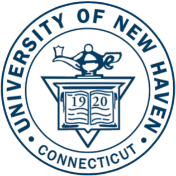 UNIVERSITY OF NEW HAVEN
1920
CONNECTICUT